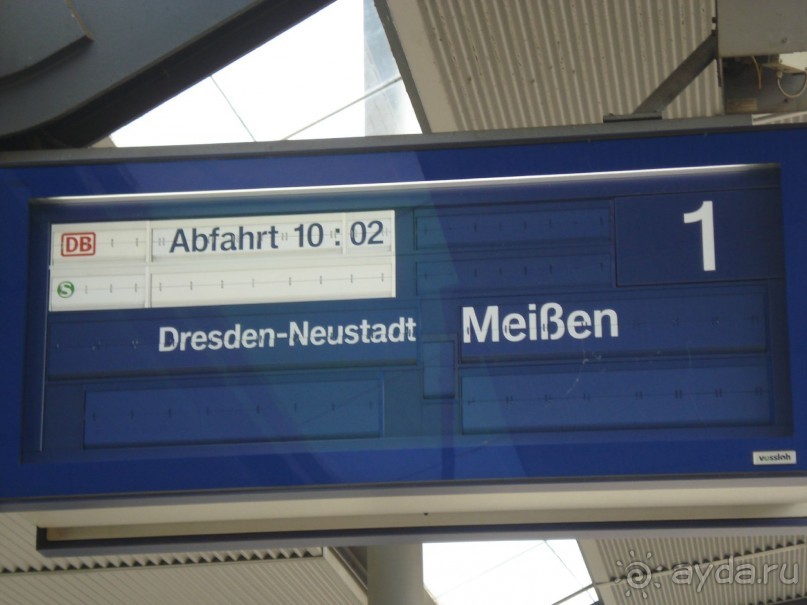 DB Abfahrt 10 : 02
1
S
Dresden-Neustadt Meißen
vossloh
ayda.ru